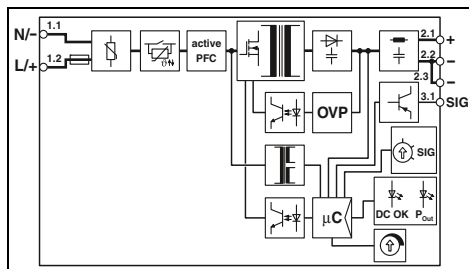 N/- 1.1
L/+ 1.2
ϑ
active
PFC
2.1 +
2.2 −
2.3 −
3.1 SIG
OVP
SIG
µC
DC OK POut